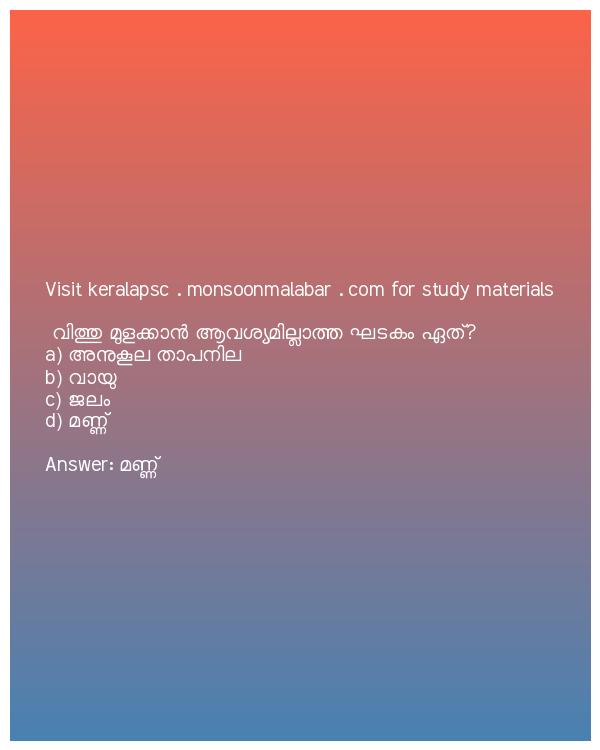 Visit keralapsc . monsoonmalabar . com for study materials
വിത്തു മുളക്കാൻ ആവശ്യമില്ലാത്ത ഘടകം ഏത്?
a) അനുകൂല താപനില
b) വായു
c) ജലം
d) മണ്ണ്
Answer: മണ്ണ്